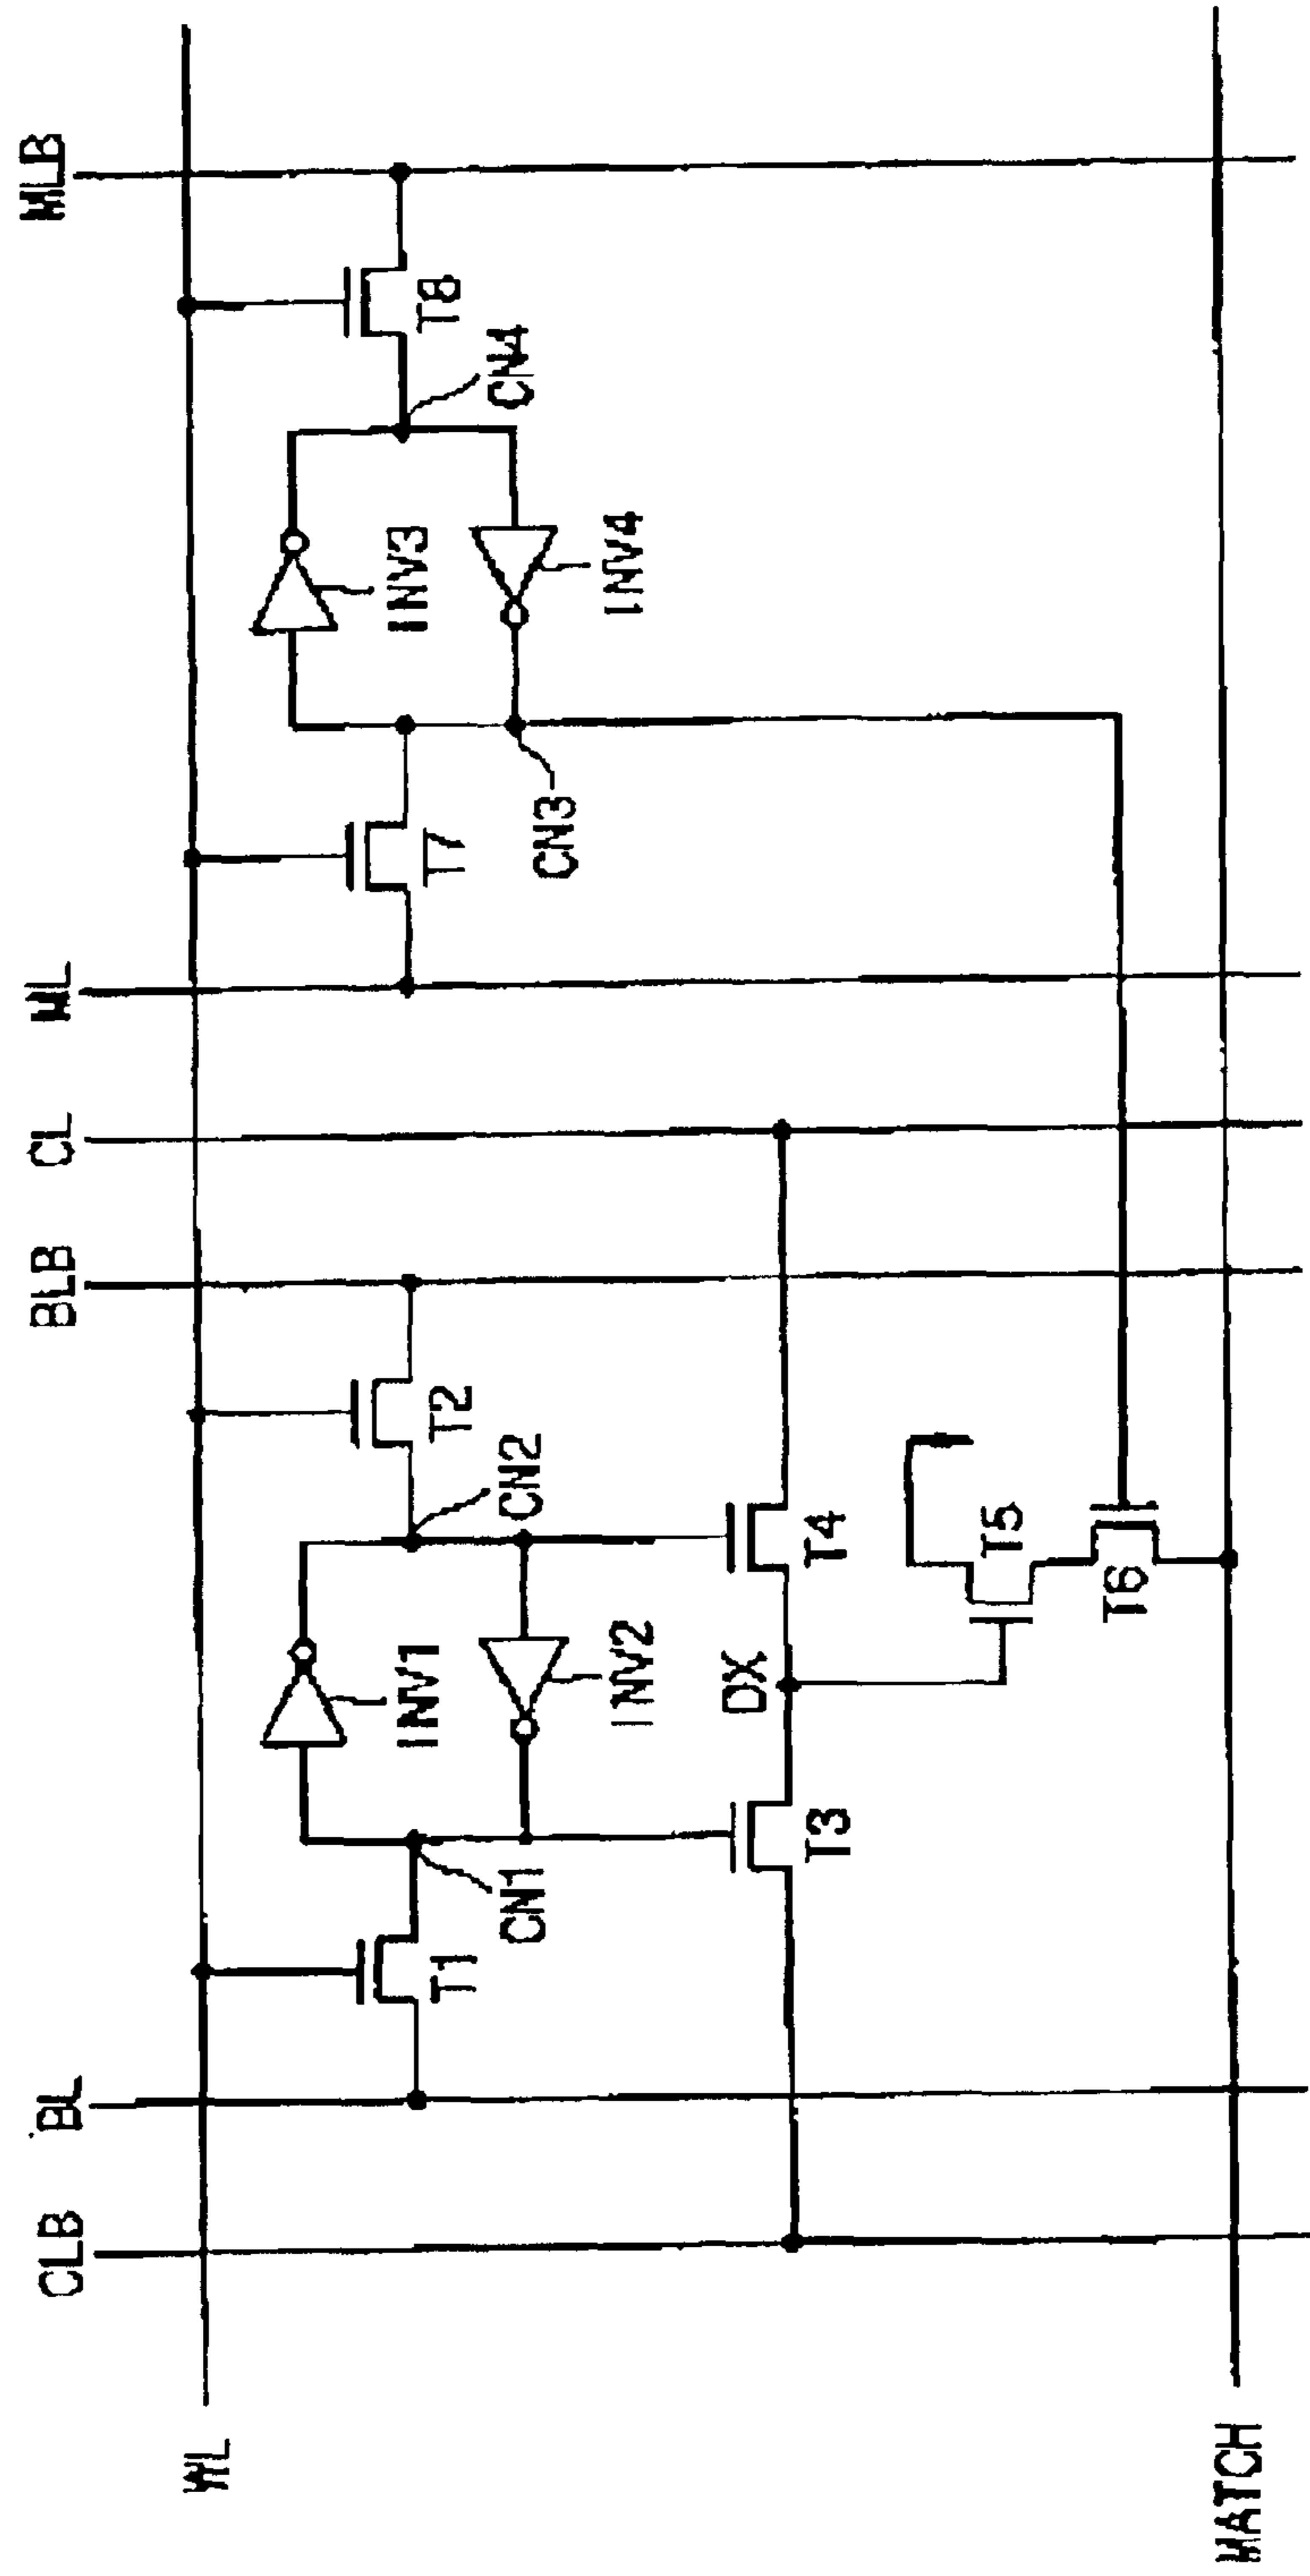 CLB
BL
BLB
CL
ML
MLB
WL
T1
CN1
INV1
INV2
CN2
T2
T7
CN3
INV3
INV4
CN4
T8
T3
DX
T4
T5
T6
MATCH